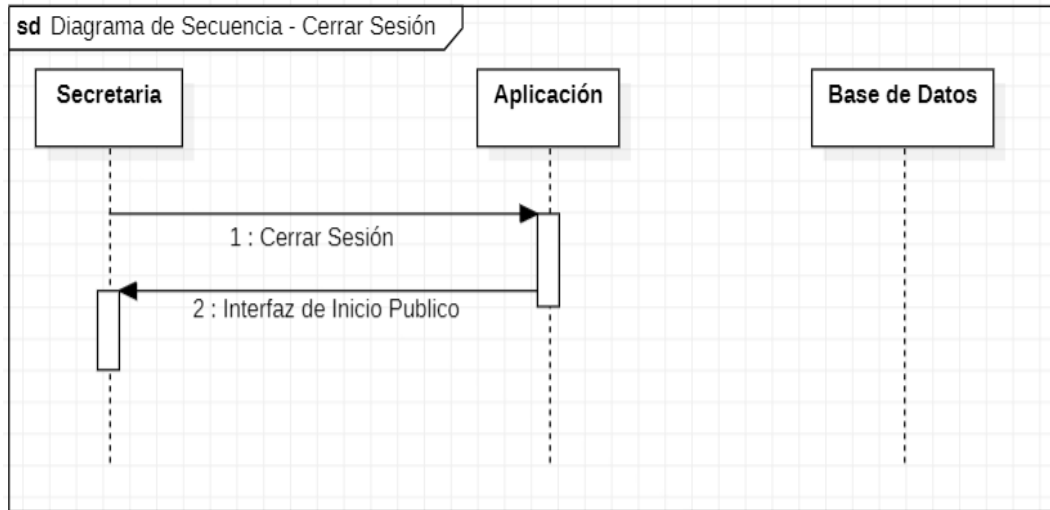 sd Diagrama de Secuencia - Cerrar Sesión
Secretaria
Aplicación
Base de Datos
1 : Cerrar Sesión
2 : Interfaz de Inicio Publico